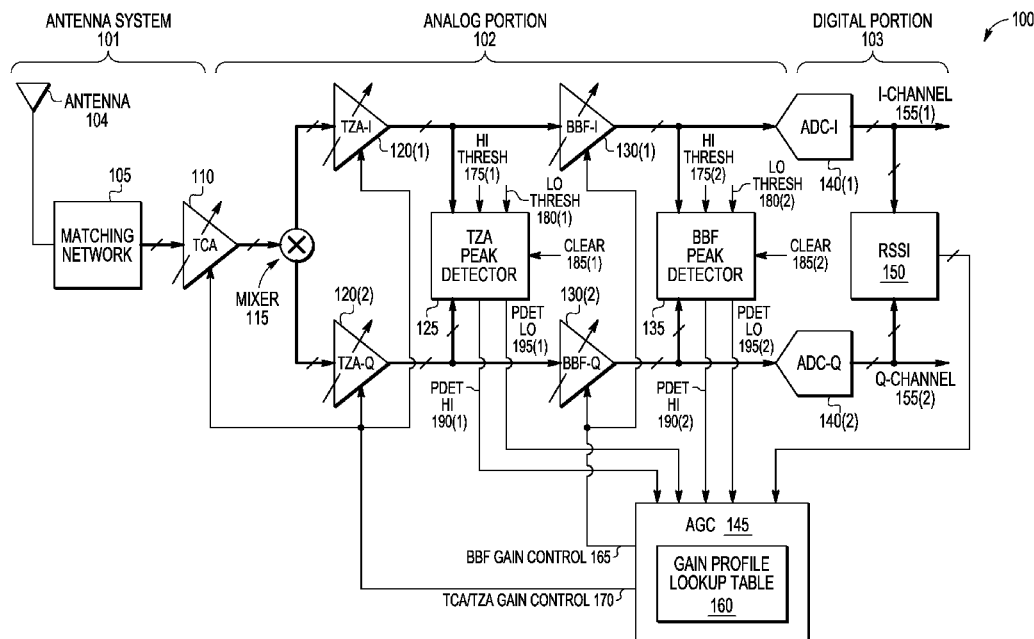 ANTENNA SYSTEM
101
ANALOG PORTION
102
DIGITAL PORTION
103
100
ANTENNA
104
105
MATCHING
NETWORK
110
TCA
MIXER
115
TZA-I
120(1)
120(2)
TZA-Q
HI
THRESH
175(1)
LO
THRESH
180(1)
TZA
PEAK
DETECTOR
CLEAR
185(1)
125
PDET
LO
195(1)
PDET
HI
190(1)
BBF-I
130(1)
130(2)
BBF-Q
HI
THRESH
175(2)
LO
THRESH
180(2)
BBF
PEAK
DETECTOR
CLEAR
185(2)
135
PDET
LO
195(2)
PDET
HI
190(2)
ADC-I
140(1)
I-CHANNEL
155(1)
RSSI
150
ADC-Q
140(2)
Q-CHANNEL
155(2)
AGC 145
GAIN PROFILE
LOOKUP TABLE
160
BBF GAIN CONTROL 165
TCA/TZA GAIN CONTROL 170